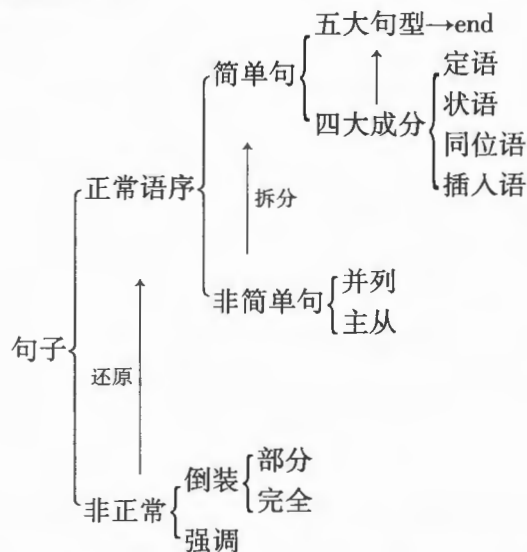 五大句型→end
简单句
定语
四大成分
状语
同位语
插入语
正常语序
拆分
非简单句
并列
主从
句子
还原
部分
倒装
完全
非正常
强调